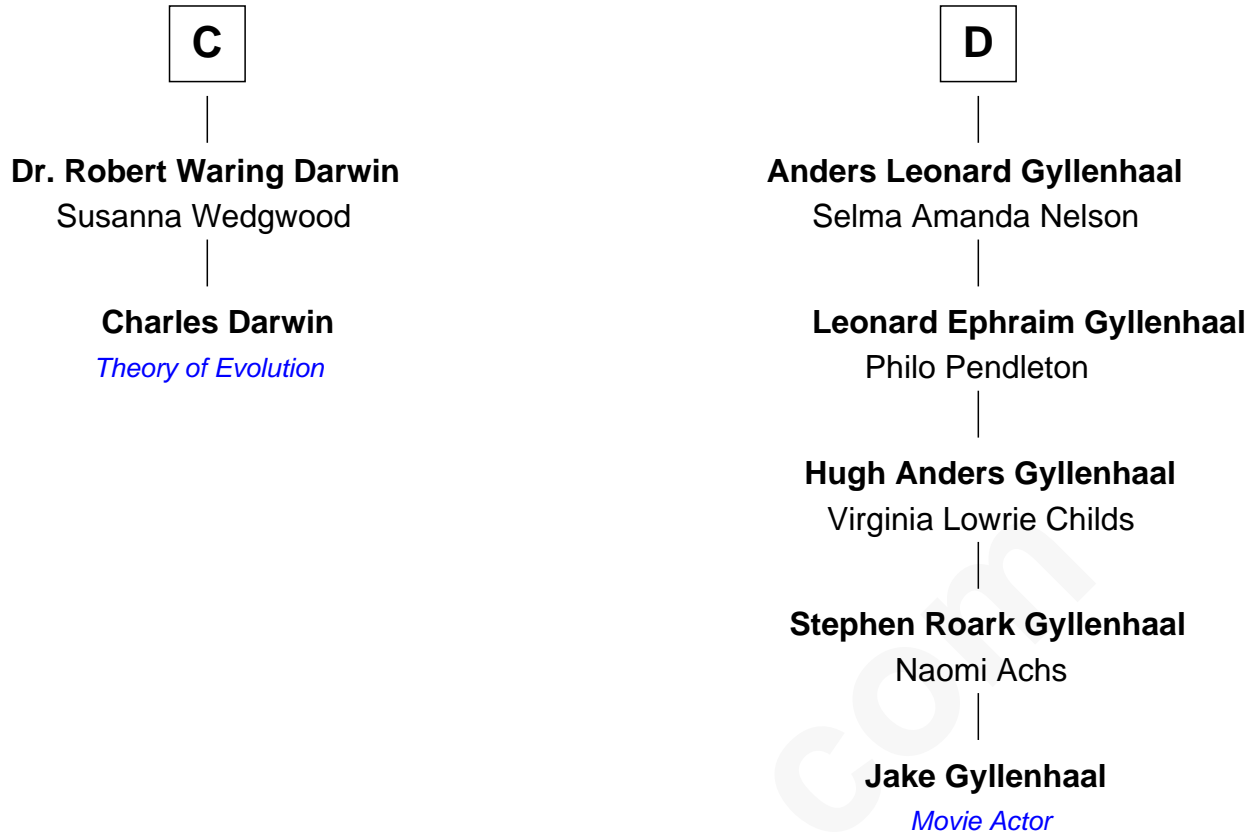 C
Dr. Robert Waring Darwin
Susanna Wedgwood
Charles Darwin
Theory of Evolution
D
Anders Leonard Gyllenhaal
Selma Amanda Nelson
Leonard Ephraim Gyllenhaal
Philo Pendleton
Hugh Anders Gyllenhaal
Virginia Lowrie Childs
Stephen Roark Gyllenhaal
Naomi Achs
Jake Gyllenhaal
Movie Actor
com